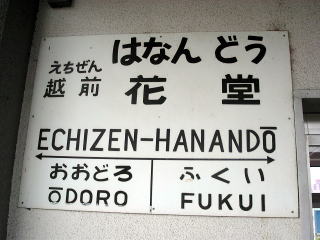 はなんどう
えちぜん
越前 花堂
ECHIZEN-HANANDŌ
おおどろ ふくい
ŌDORO FUKUI